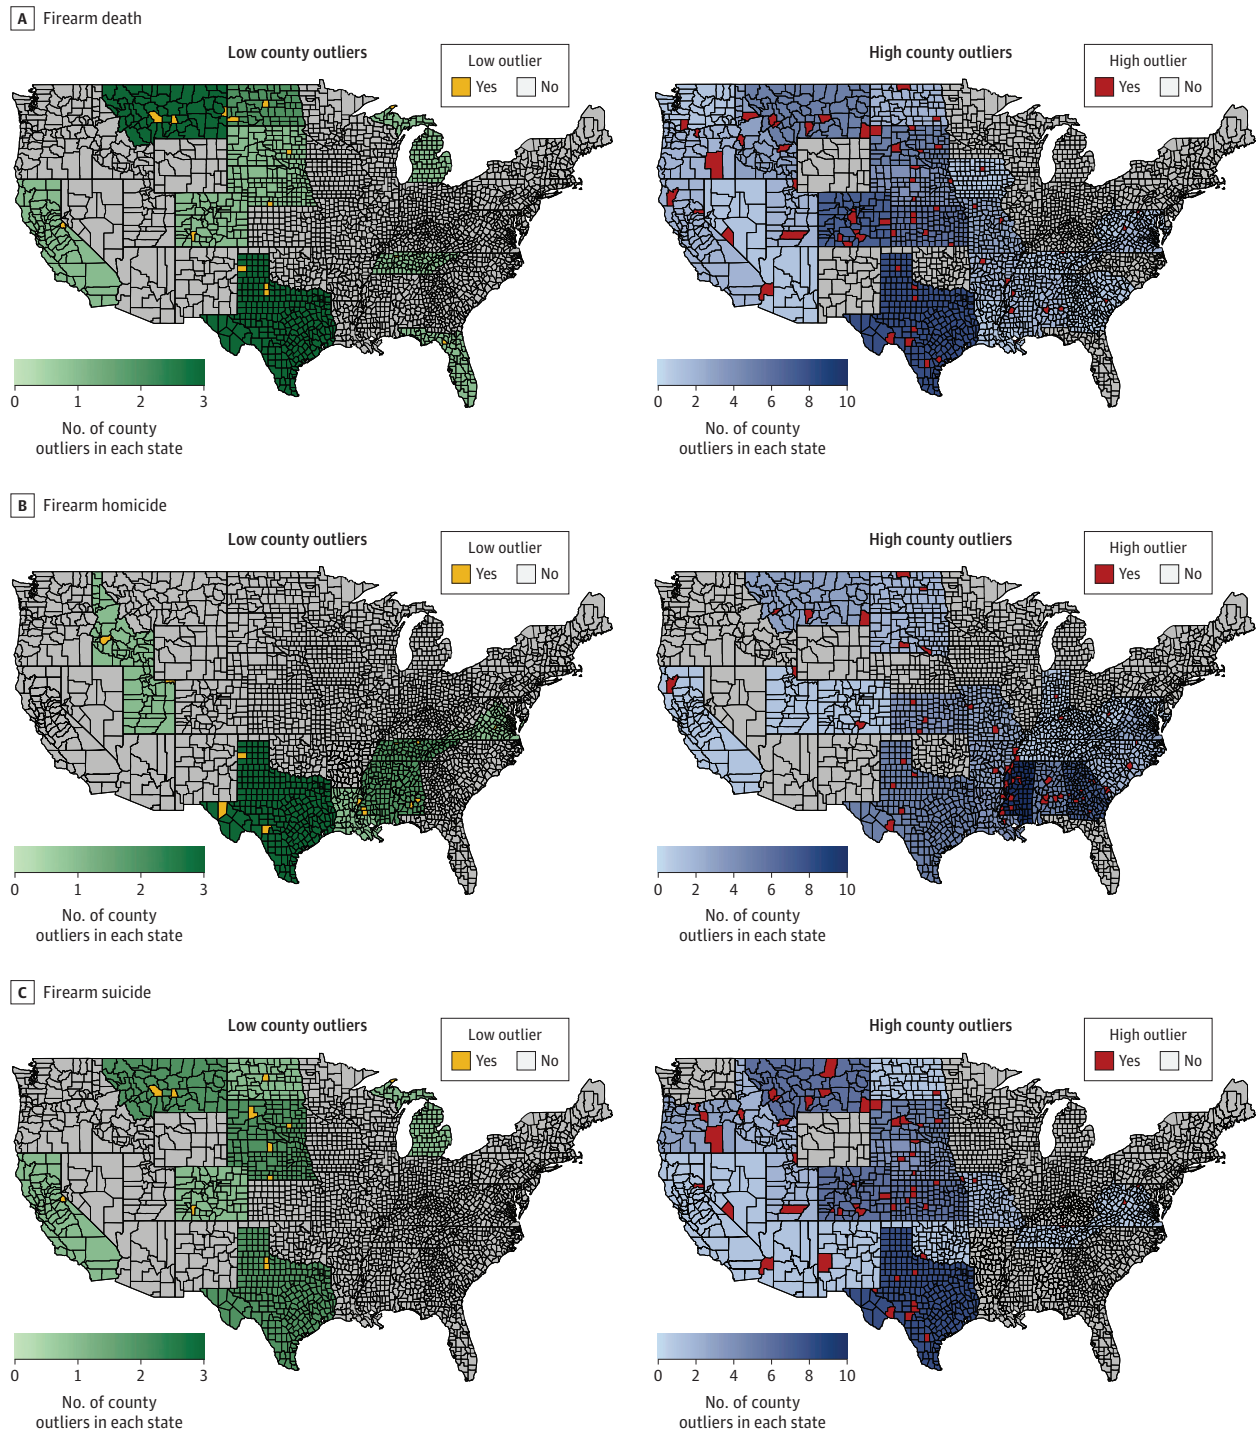 A Firearm death
Low county outliers
Low outlier
Yes No
High county outliers
High outlier
Yes No
0 1 2 3
No. of county
outliers in each state
0 2 4 6 8 10
No. of county
outliers in each state
B Firearm homicide
Low county outliers
Low outlier
Yes No
High county outliers
High outlier
Yes No
0 1 2 3
No. of county
outliers in each state
0 2 4 6 8 10
No. of county
outliers in each state
C Firearm suicide
Low county outliers
Low outlier
Yes No
High county outliers
High outlier
Yes No
0 1 2 3
No. of county
outliers in each state
0 2 4 6 8 10
No. of county
outliers in each state